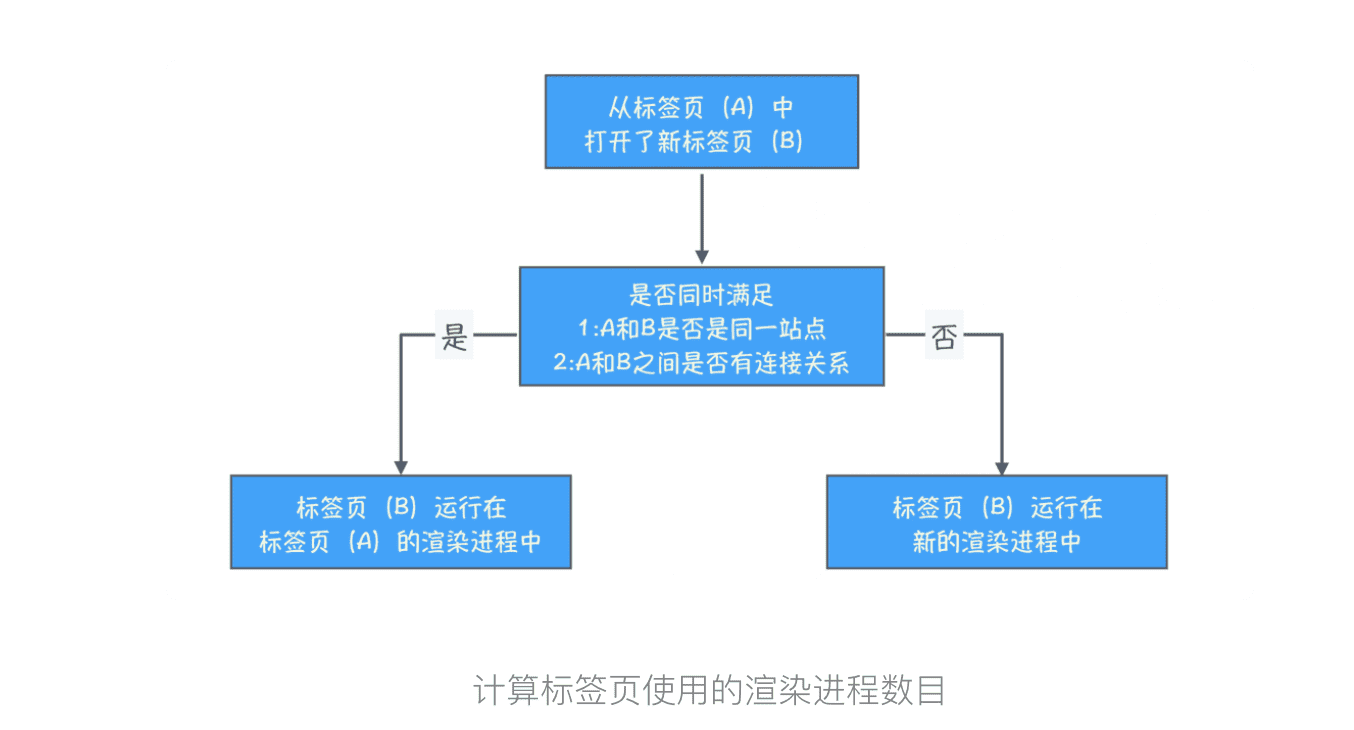 从标签页（A）中
打开了新标签页（B）
是否同时满足
1:A和B是否是同一站点
2:A和B之间是否有连接关系
是
否
标签页（B）运行在
标签页（A）的渲染进程中
标签页（B）运行在
新的渲染进程中
计算标签页使用的渲染进程数目